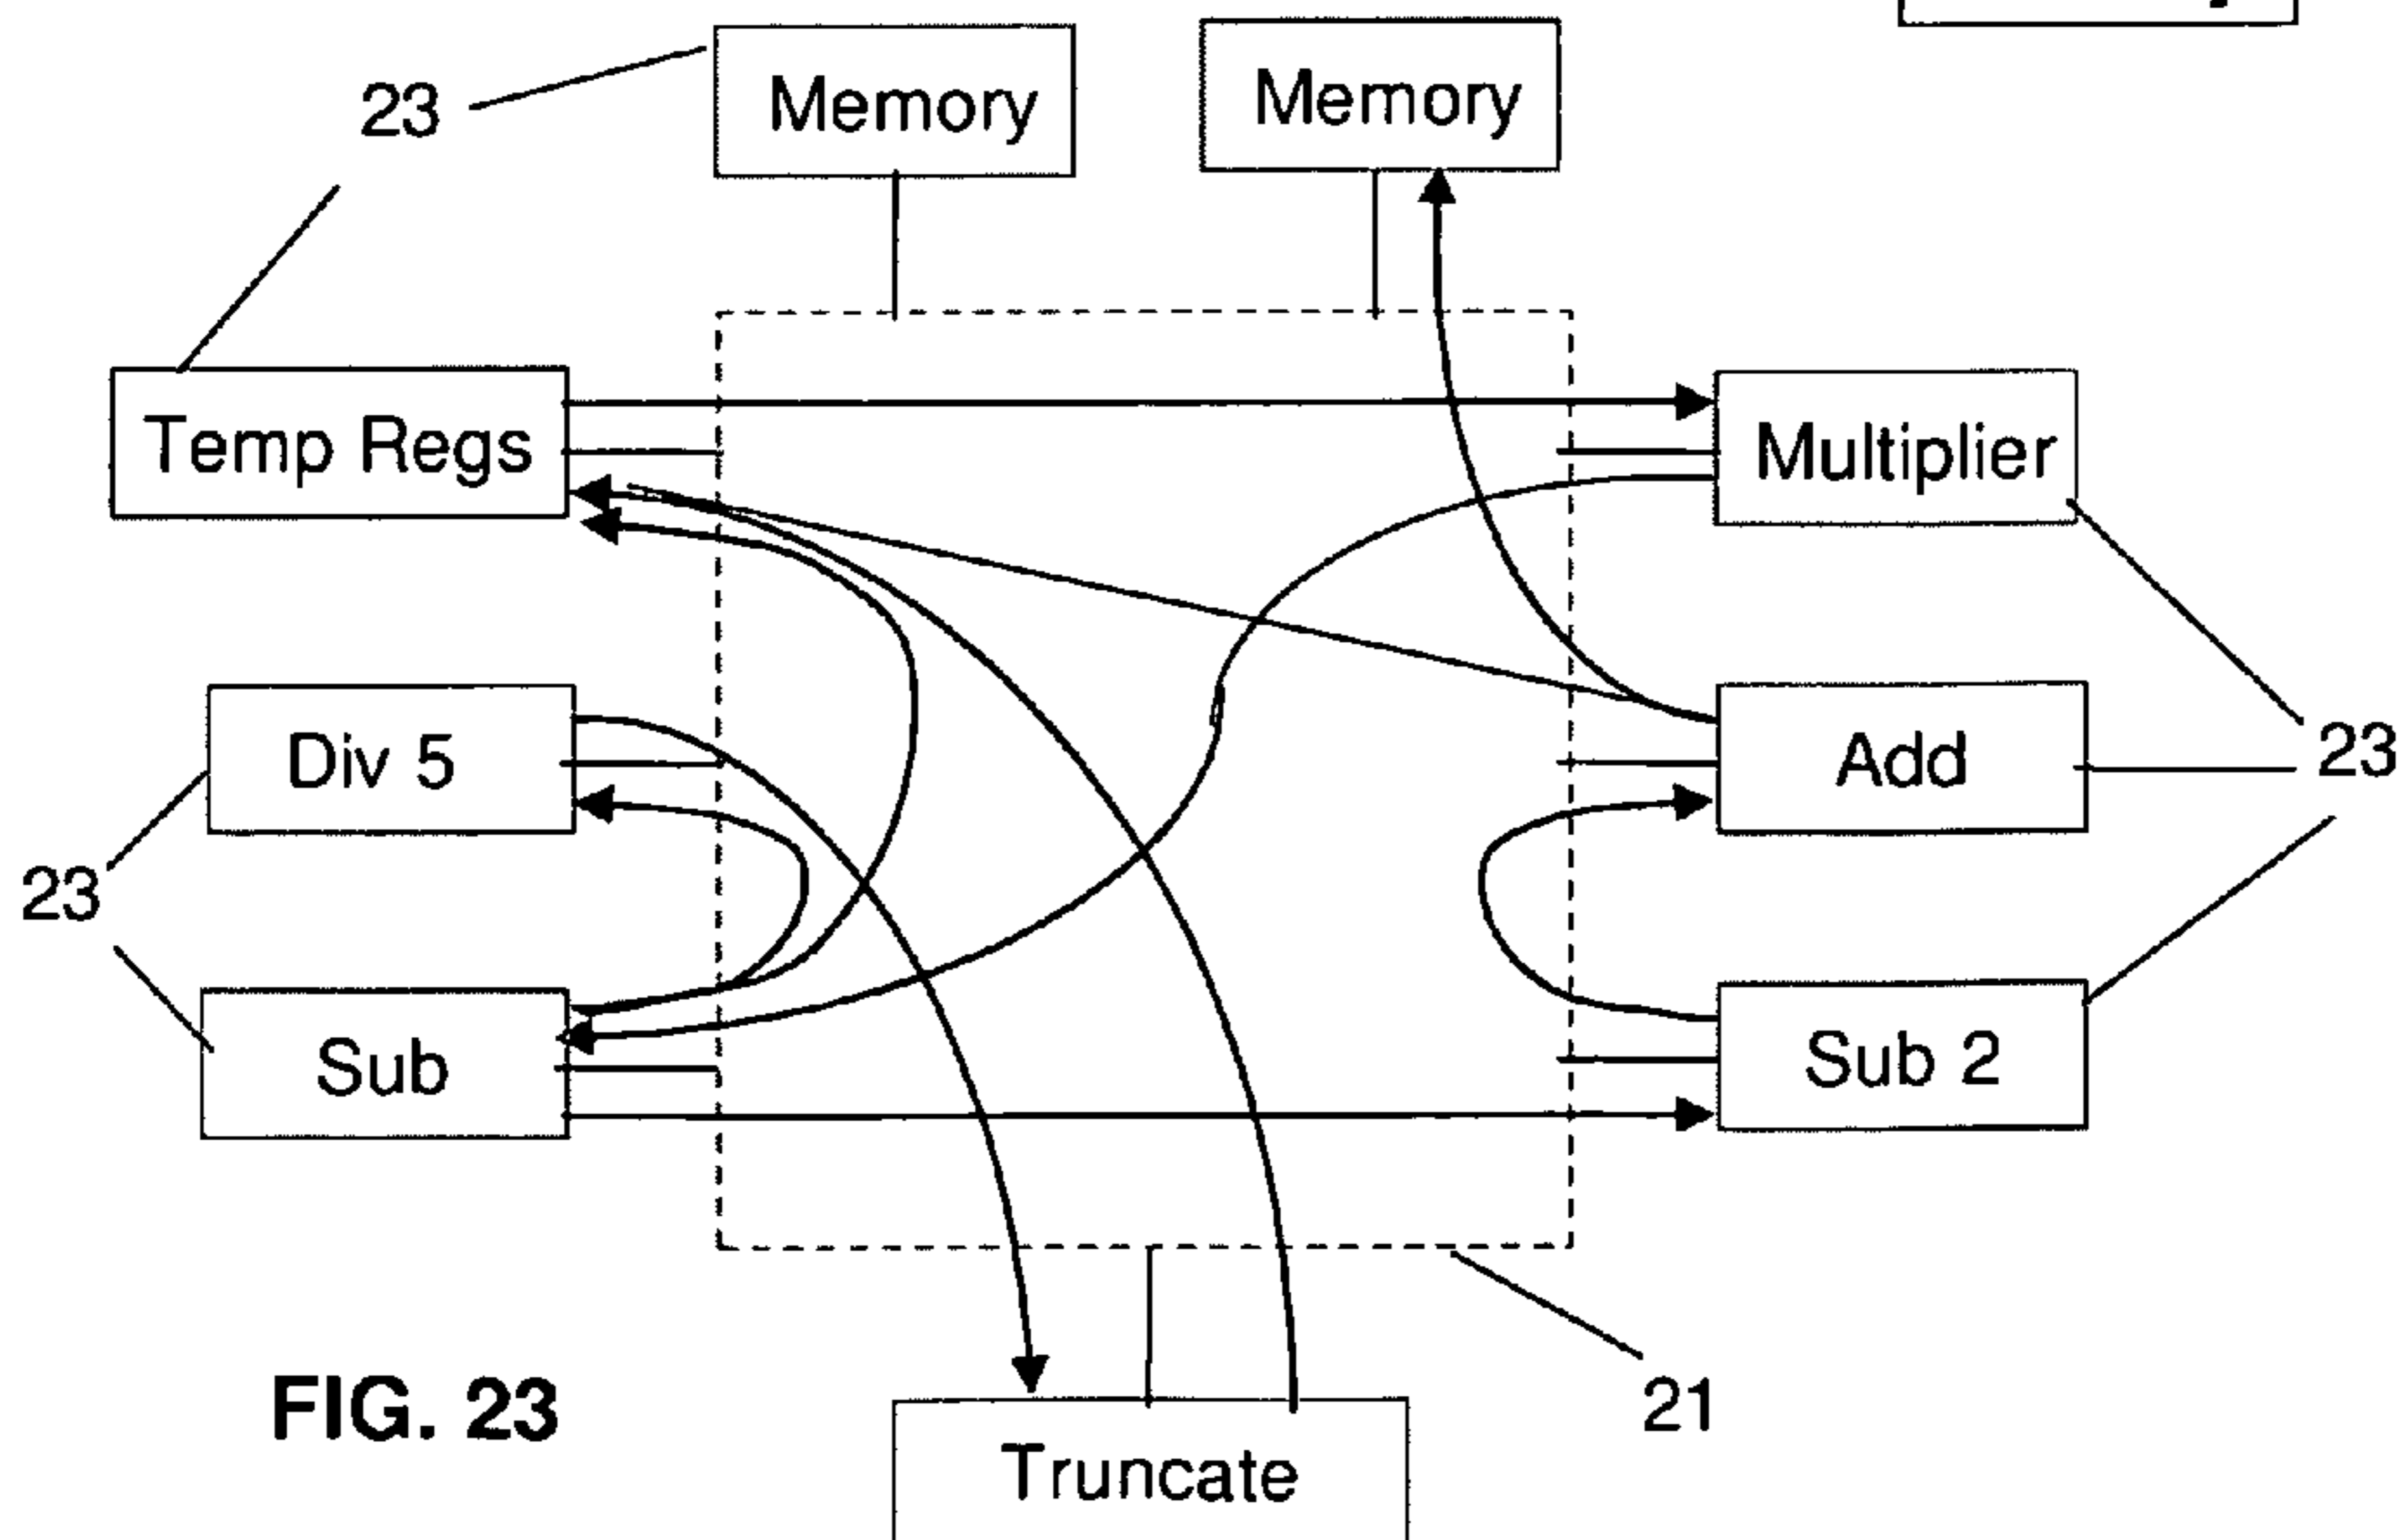 23
Memory
Memory
Temp Regs
Multiplier
Div 5
Add
23
23
Sub
Sub 2
FIG. 23
21
Truncate